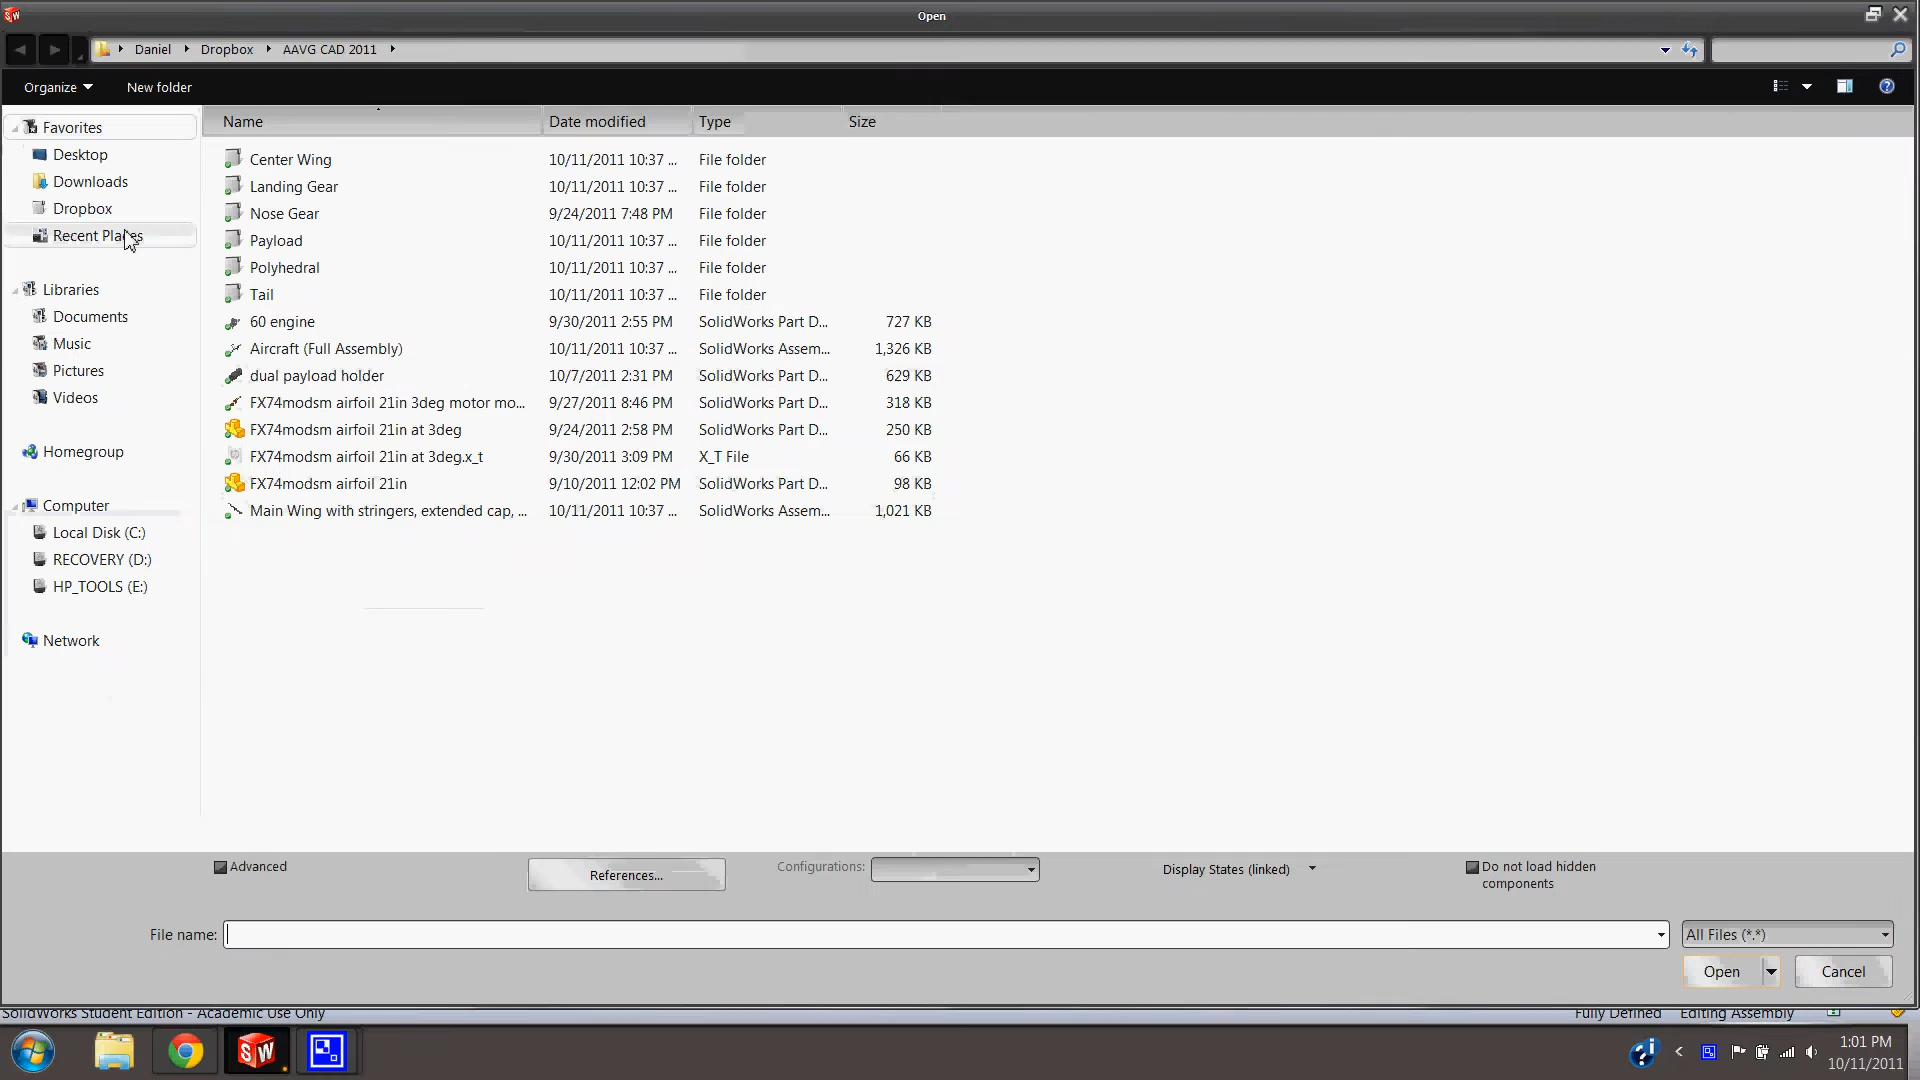 Open
Daniel Dropbox AAVG CAD 2011
Organize New folder
Favorites
Desktop
Downloads
Dropbox
Recent Places
Libraries
Documents
Music
Pictures
Videos
Homegroup
Computer
Local Disk (C:)
RECOVERY (D:)
HP_TOOLS (E:)
Network
Name Date modified Type Size
Center Wing 10/11/2011 10:37 ... File folder
Landing Gear 10/11/2011 10:37 ... File folder
Nose Gear 9/24/2011 7:48 PM File folder
Payload 10/11/2011 10:37 ... File folder
Polyhedral 10/11/2011 10:37 ... File folder
Tail 10/11/2011 10:37 ... File folder
60 engine 9/30/2011 2:55 PM SolidWorks Part D... 727 KB
Aircraft (Full Assembly) 10/11/2011 10:37 ... SolidWorks Assem... 1,326 KB
dual payload holder 10/7/2011 2:31 PM SolidWorks Part D... 629 KB
FX74modsm airfoil 21in 3deg motor mo... 9/27/2011 8:46 PM SolidWorks Part D... 318 KB
FX74modsm airfoil 21in at 3deg 9/24/2011 2:58 PM SolidWorks Part D... 250 KB
FX74modsm airfoil 21in at 3deg.x_t 9/30/2011 3:09 PM X_T File 66 KB
FX74modsm airfoil 21in 9/10/2011 12:02 PM SolidWorks Part D... 98 KB
Main Wing with stringers, extended cap, ... 10/11/2011 10:37 ... SolidWorks Assem... 1,021 KB
Advanced References... Configurations: Display States (linked) Do not load hidden
components
File name: All Files (*.*)
Open Cancel
SolidWorks Student Edition - Academic Use Only Fully Defined Editing Assembly
SW 1:01 PM
10/11/2011